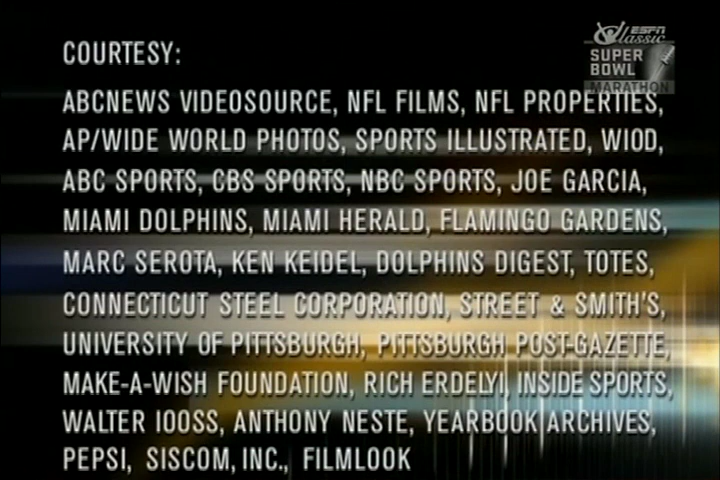 COURTESY:
ESPN
Classic
SUPER
BOWL
MARATHON
ABCNEWS VIDEOSOURCE, NFL FILMS, NFL PROPERTIES,
AP/WIDE WORLD PHOTOS, SPORTS ILLUSTRATED, WIOD,
ABC SPORTS, CBS SPORTS, NBC SPORTS, JOE GARCIA,
MIAMI DOLPHINS, MIAMI HERALD, FLAMINGO GARDENS,
MARC SEROTA, KEN KEIDEL, DOLPHINS DIGEST, TOTES,
CONNECTICUT STEEL CORPORATION, STREET & SMITH'S,
UNIVERSITY OF PITTSBURGH, PITTSBURGH POST-GAZETTE,
MAKE-A-WISH FOUNDATION, RICH ERDELYI, INSIDE SPORTS,
WALTER IOOSS, ANTHONY NESTE, YEARBOOK ARCHIVES,
PEPSI, SISCOM, INC., FILMLOOK